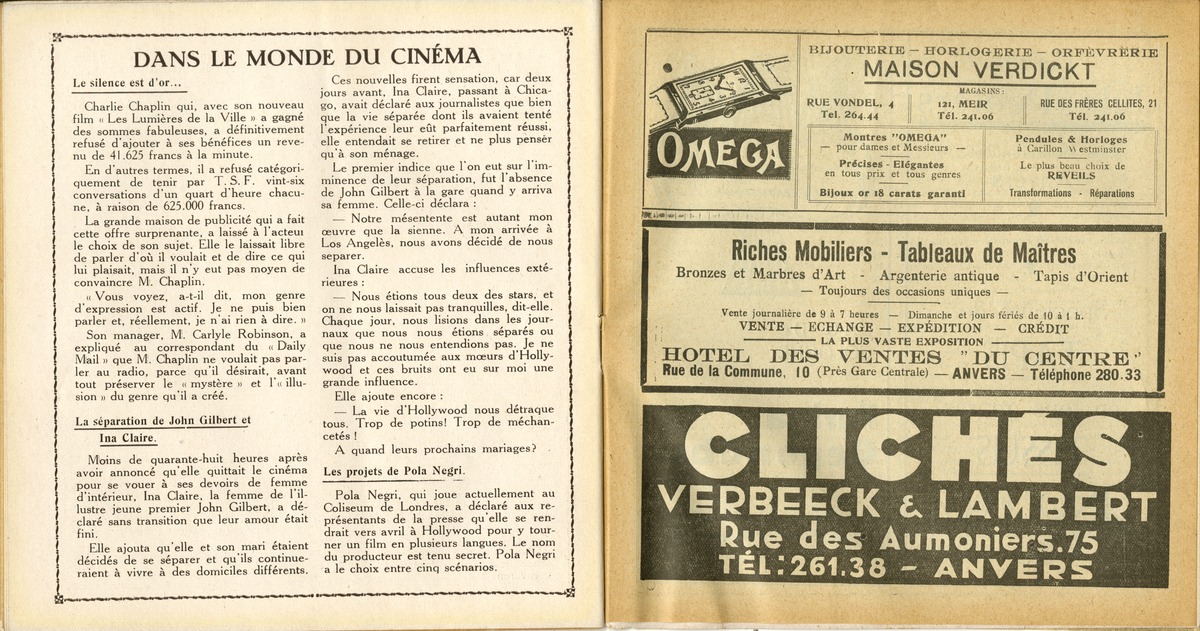 DANS LE MONDE DU CINÉMA
Le silence est d'or...
Charlie Chaplin qui, avec son nouveau
film « Les Lumières de la Ville » a gagné
des sommes fabuleuses, a définitivement
refusé d'ajouter à ses bénéfices un reve-
nu de 41.625 francs à la minute.
En d'autres termes, il a refusé catégori-
quement de tenir par T. S. F. vint-six
conversations d'un quart d'heure chacu-
ne, à raison de 625.000 francs.
La grande maison de publicité qui a fait
cette offre surprenante, a laissé à l'acteur
le choix de son sujet. Elle le laissait libre
de parler d'où il voulait et de dire ce qui
lui plaisait, mais il n'y eut pas moyen de
convaincre M. Chaplin.
« Vous voyez, a-t-il dit, mon genre
d'expression est actif. Je ne puis bien
parler et, réellement, je n'ai rien à dire. »
Son manager, M. Carlyle Robinson, a
expliqué au correspondant du « Daily
Mail » que M. Chaplin ne voulait pas par-
ler au radio, parce qu'il désirait, avant
tout préserver le « mystère » et l'« illu-
sion » du genre qu'il a créé.
La séparation de John Gilbert et
Ina Claire.
Moins de quarante-huit heures après
avoir annoncé qu'elle quittait le cinéma
pour se vouer à ses devoirs de femme
d'intérieur, Ina Claire, la femme de l'il-
lustre jeune premier John Gilbert, a dé-
claré sans transition que leur amour était
fini.
Elle ajouta qu'elle et son mari étaient
décidés de se séparer et qu'ils continue-
raient à vivre à des domiciles différents.
Ces nouvelles firent sensation, car deux
jours avant, Ina Claire, passant à Chica-
go, avait déclaré aux journalistes que bien
que la vie séparée dont ils avaient tenté
l'expérience leur eût parfaitement réussi,
elle entendait se retirer et ne plus penser
qu'à son ménage.
Le premier indice que l'on eut sur l'im-
minence de leur séparation, fut l'absence
de John Gilbert à la gare quand y arriva
sa femme. Celle-ci déclara :
— Notre mésentente est autant mon
œuvre que la sienne. A mon arrivée à
Los Angelès, nous avons décidé de nous
separer.
Ina Claire accuse les influences exté-
rieures :
— Nous étions tous deux des stars, et
on ne nous laissait pas tranquilles, dit-elle.
Chaque jour, nous lisions dans les jour-
naux que nous nous étions séparés ou
que nous ne nous entendions pas. Je ne
suis pas accoutumée aux mœurs d'Holly-
wood et ces bruits ont eu sur moi une
grande influence.
Elle ajoute encore :
— La vie d'Hollywood nous détraque
tous. Trop de potins! Trop de méchan-
cetés !
A quand leurs prochains mariages?
Les projets de Pola Negri.
Pola Negri, qui joue actuellement au
Coliseum de Londres, a déclaré aux re-
présentants de la presse qu'elle se ren-
drait vers avril à Hollywood pour y tour-
ner un film en plusieurs langues. Le nom
du producteur est tenu secret. Pola Negri
a le choix entre cinq scénarios.
OMEGA
BIJOUTERIE — HORLOGERIE — ORFÈVRERIE
MAISON VERDICKT
MAGASINS :
RUE VONDEL, 4
Tel. 264.44
121, MEIR
Tél. 241.06
RUE DES FRÈRES CELLITES, 21
Tél. 241.06
Montres "OMEGA"
— pour dames et Messieurs —
Précises - Elégantes
en tous prix et tous genres
Bijoux or 18 carats garanti
Pendules & Horloges
à Carillon Westminster
Le plus beau choix de
REVEILS
Transformations - Réparations
Riches Mobiliers - Tableaux de Maîtres
Bronzes et Marbres d'Art - Argenterie antique - Tapis d'Orient
— Toujours des occasions uniques —
Vente journalière de 9 à 7 heures — Dimanche et jours fériés de 10 à 1 h.
VENTE — ECHANGE — EXPÉDITION — CRÉDIT
LA PLUS VASTE EXPOSITION
HOTEL DES VENTES "DU CENTRE"
Rue de la Commune, 10 (Près Gare Centrale) — ANVERS — Téléphone 280.33
CLICHÉS
VERBEECK & LAMBERT
Rue des Aumoniers.75
TÉL: 261.38 - ANVERS